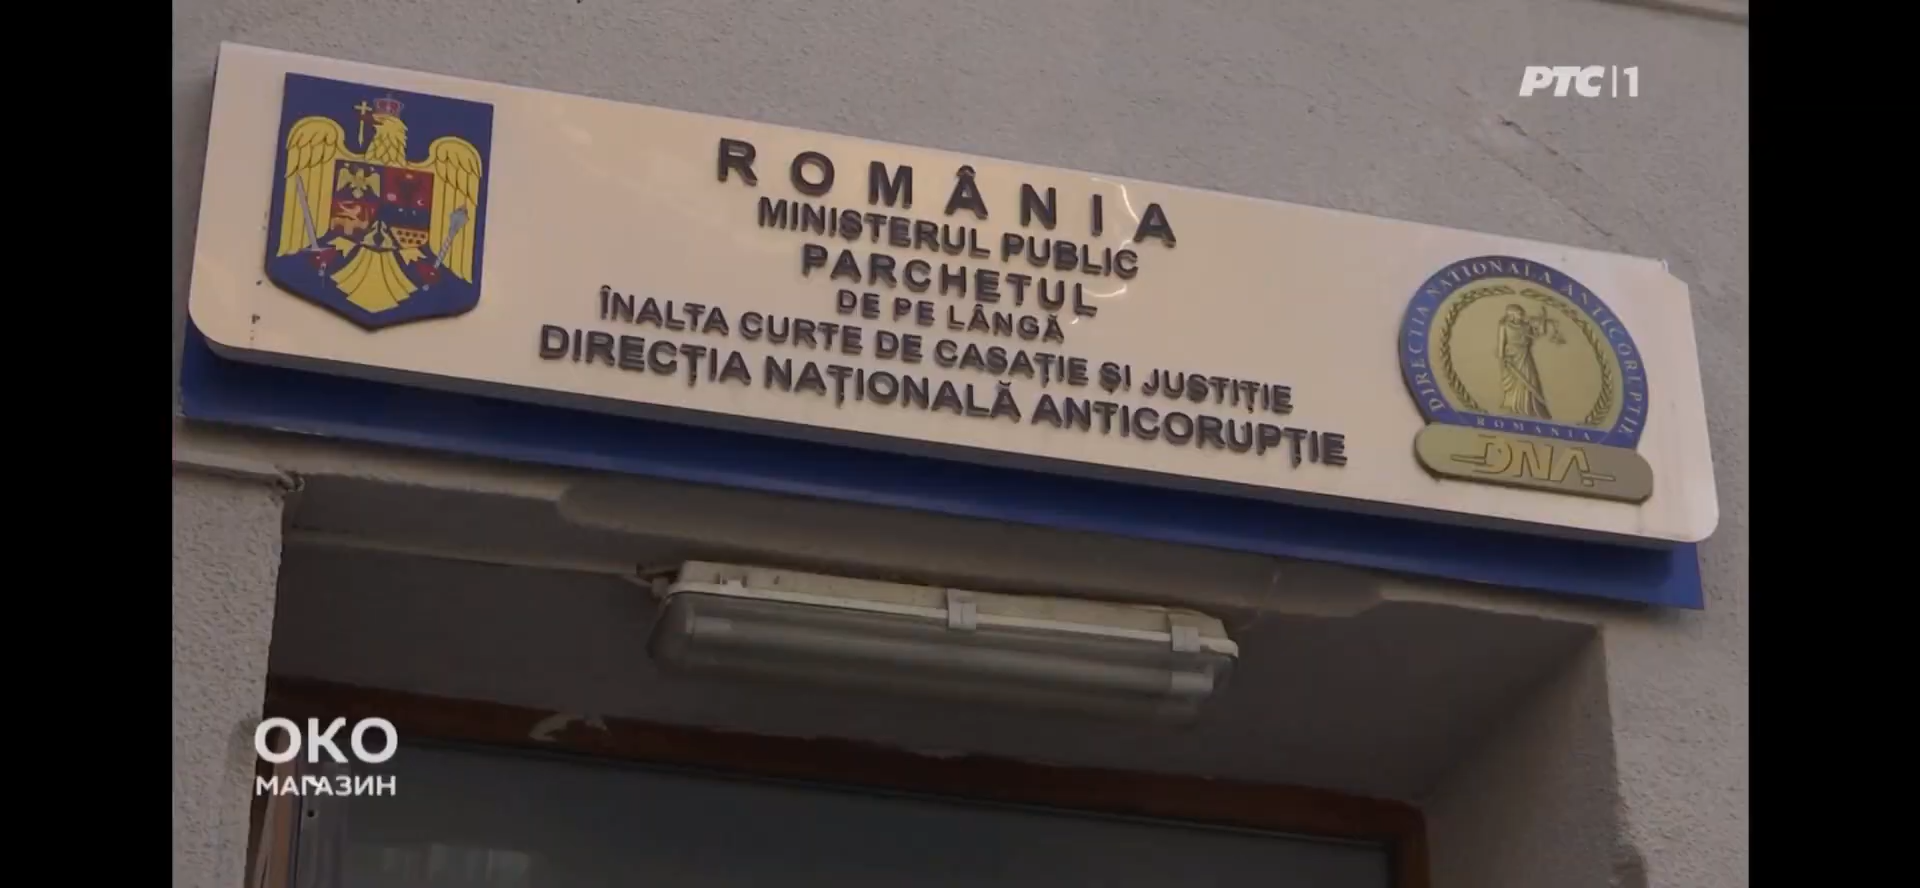 РТС|1
ROMÂNIA
MINISTERUL PUBLIC
PARCHETUL
DE PE LÂNGĂ
ÎNALTA CURTE DE CASAȚIE ȘI JUSTIȚIE
DIRECȚIA NAȚIONALĂ ANTICORUPȚIE
DIRECȚIA NAȚIONALĂ ANTICORUPȚIE
ROMANIA
DNA
ОКО
МАГАЗИН